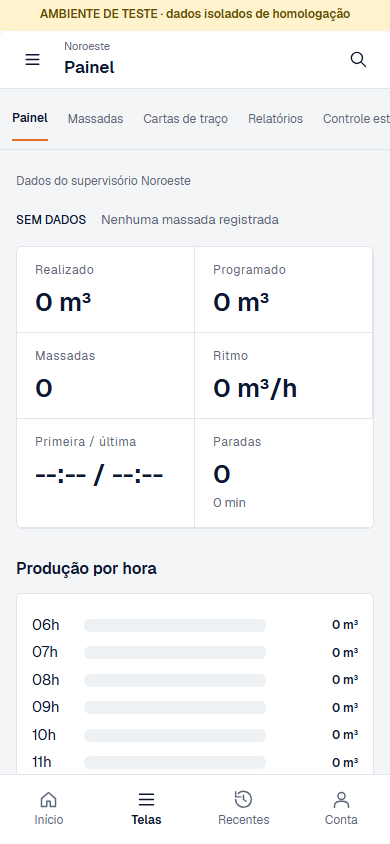 AMBIENTE DE TESTE · dados isolados de homologação
Noroeste
Painel
Painel Massadas Cartas de traço Relatórios Controle est
Dados do supervisório Noroeste
SEM DADOS Nenhuma massada registrada
Realizado Programado
0 m³ 0 m³
Massadas Ritmo
0 0 m³/h
Primeira / última Paradas
--:-- / --:-- 0
0 min
Produção por hora
06h 0 m³
07h 0 m³
08h 0 m³
09h 0 m³
10h 0 m³
11h 0 m³
Início Telas Recentes Conta